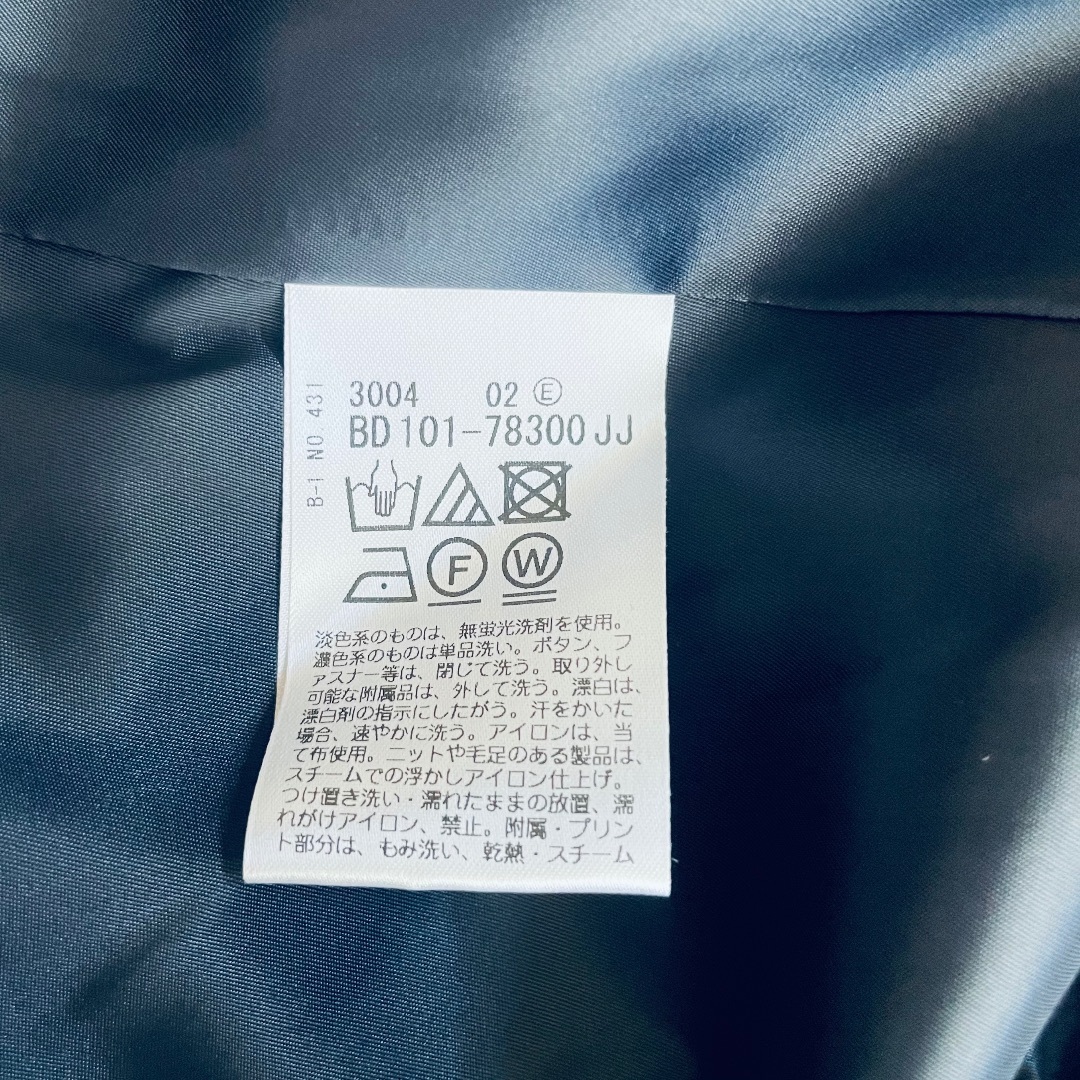 3004 02 Ⓔ
BD101-78300JJ
B-1 NO.431
F W
淡色系のものは、無蛍光洗剤を使用。
濃色系のものは単品洗い。ボタン、フ
ァスナー等は、閉じて洗う。取り外し
可能な附属品は、外して洗う。漂白は、
漂白剤の指示にしたがう。汗をかいた
場合、速やかに洗う。アイロンは、当
て布使用。ニットや毛足のある製品は、
スチームでの浮かしアイロン仕上げ。
つけ置き洗い・濡れたままの放置、濡
れがけアイロン、禁止。附属・プリン
ト部分は、もみ洗い、乾熱・スチーム